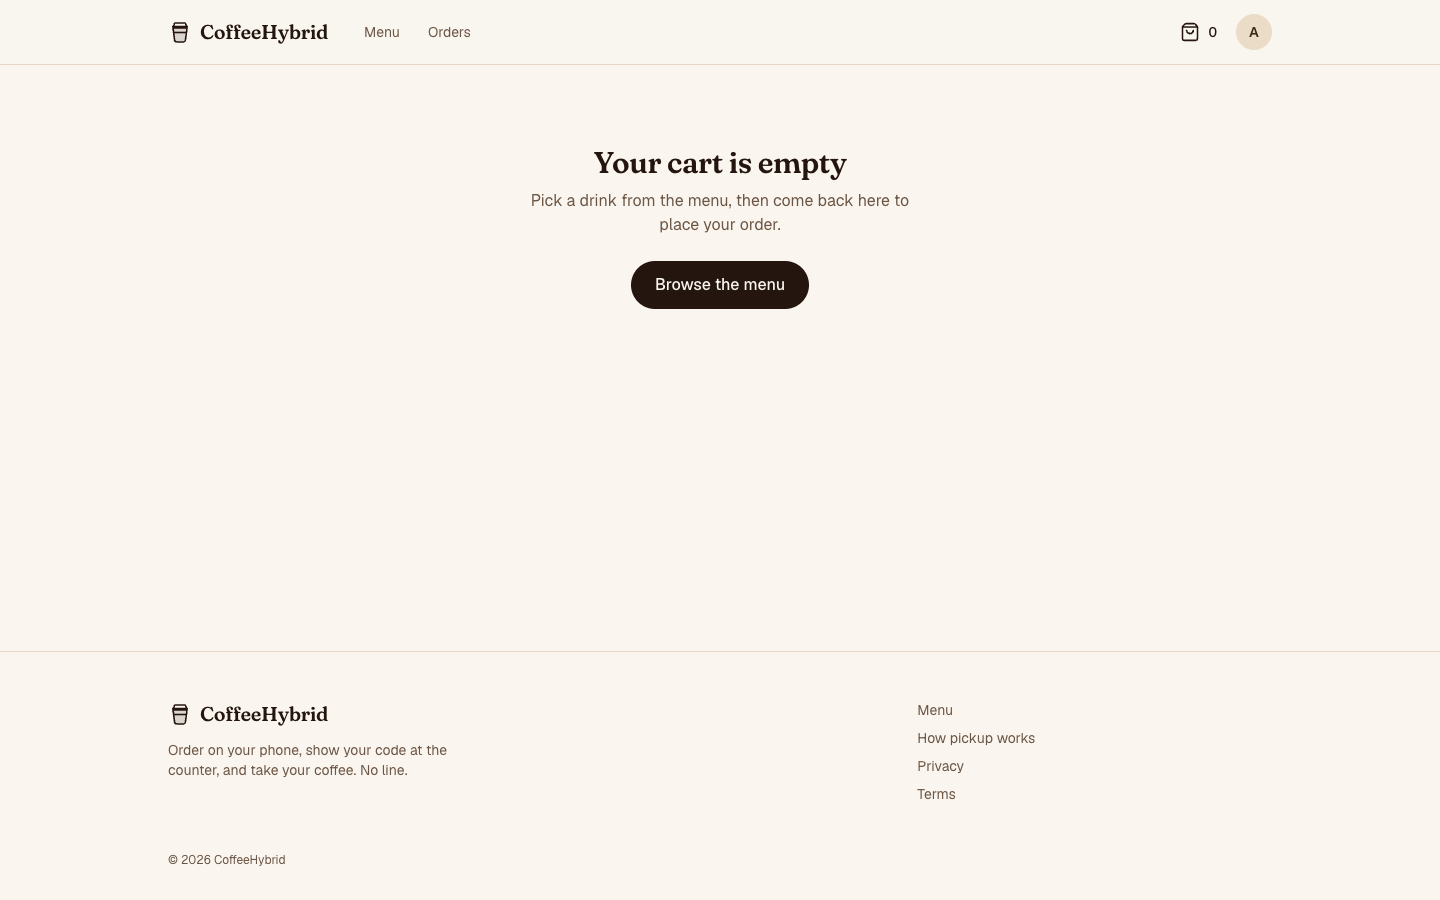 CoffeeHybrid
Menu
Orders
0
A
Your cart is empty
Pick a drink from the menu, then come back here to
place your order.
Browse the menu
CoffeeHybrid
Order on your phone, show your code at the
counter, and take your coffee. No line.
Menu
How pickup works
Privacy
Terms
© 2026 CoffeeHybrid